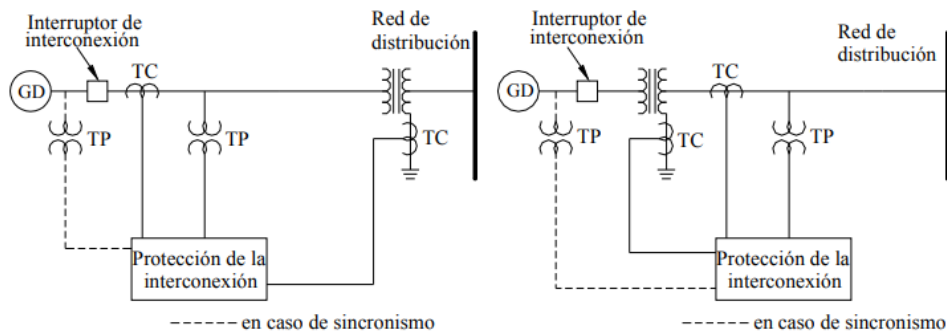 Interruptor de
interconexión
TC
Red de
distribución
GD
TP
TP
TC
Protección de la
interconexión
en caso de sincronismo
Interruptor de
interconexión
TC
Red de
distribución
GD
TP
TC
TP
Protección de la
interconexión
en caso de sincronismo